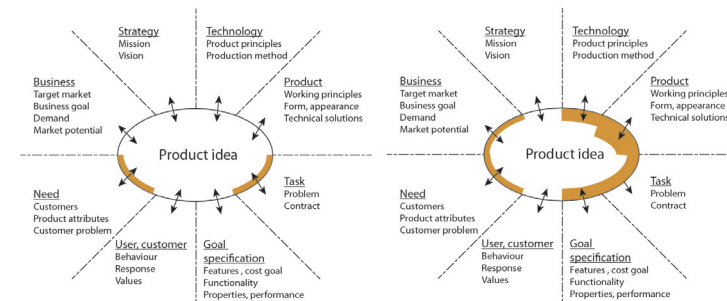 Strategy
Mission
Vision
Technology
Product principles
Production method
Business
Target market
Business goal
Demand
Market potential
Product
Working principles
Form, appearance
Technical solutions
Product idea
Need
Customers
Product attributes
Customer problem
Task
Problem
Contract
User, customer
Behaviour
Response
Values
Goal
specification
Features , cost goal
Functionality
Properties, performance
Strategy
Mission
Vision
Technology
Product principles
Production method
Business
Target market
Business goal
Demand
Market potential
Product
Working principles
Form, appearance
Technical solutions
Product idea
Need
Customers
Product attributes
Customer problem
Task
Problem
Contract
User, customer
Behaviour
Response
Values
Goal
specification
Features , cost goal
Functionality
Properties, performance